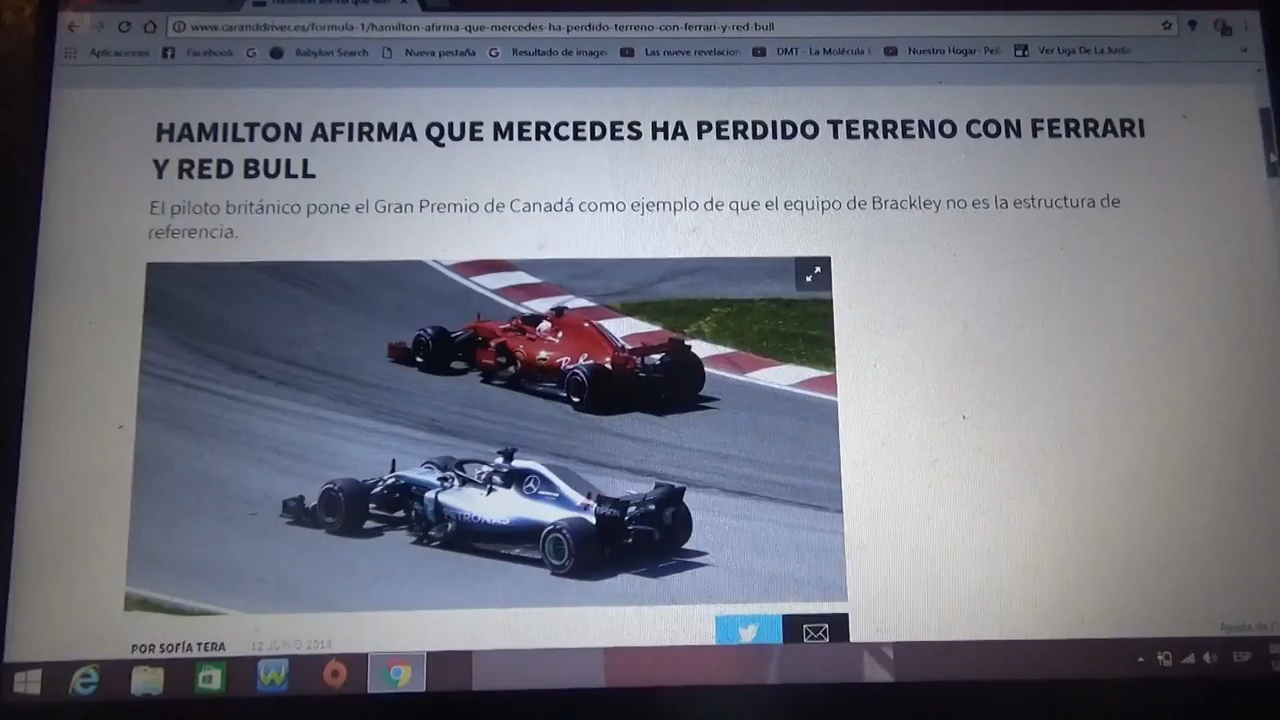 www.caranddriver.es/formula-1/hamilton-afirma-que-mercedes-ha-perdido-terreno-con-ferrari-y-red-bull
Aplicaciones Facebook Babylon Search Nueva pestaña Resultado de image Las nueve revelacion DMT - La Molécula Nuestro Hogar- Pel Ver Liga De La Justi
HAMILTON AFIRMA QUE MERCEDES HA PERDIDO TERRENO CON FERRARI
Y RED BULL
El piloto británico pone el Gran Premio de Canadá como ejemplo de que el equipo de Brackley no es la estructura de
referencia.
Ray-Ban
PETRONAS
EPSON
POR SOFÍA TERA 12 JUNIO 2018
ESP